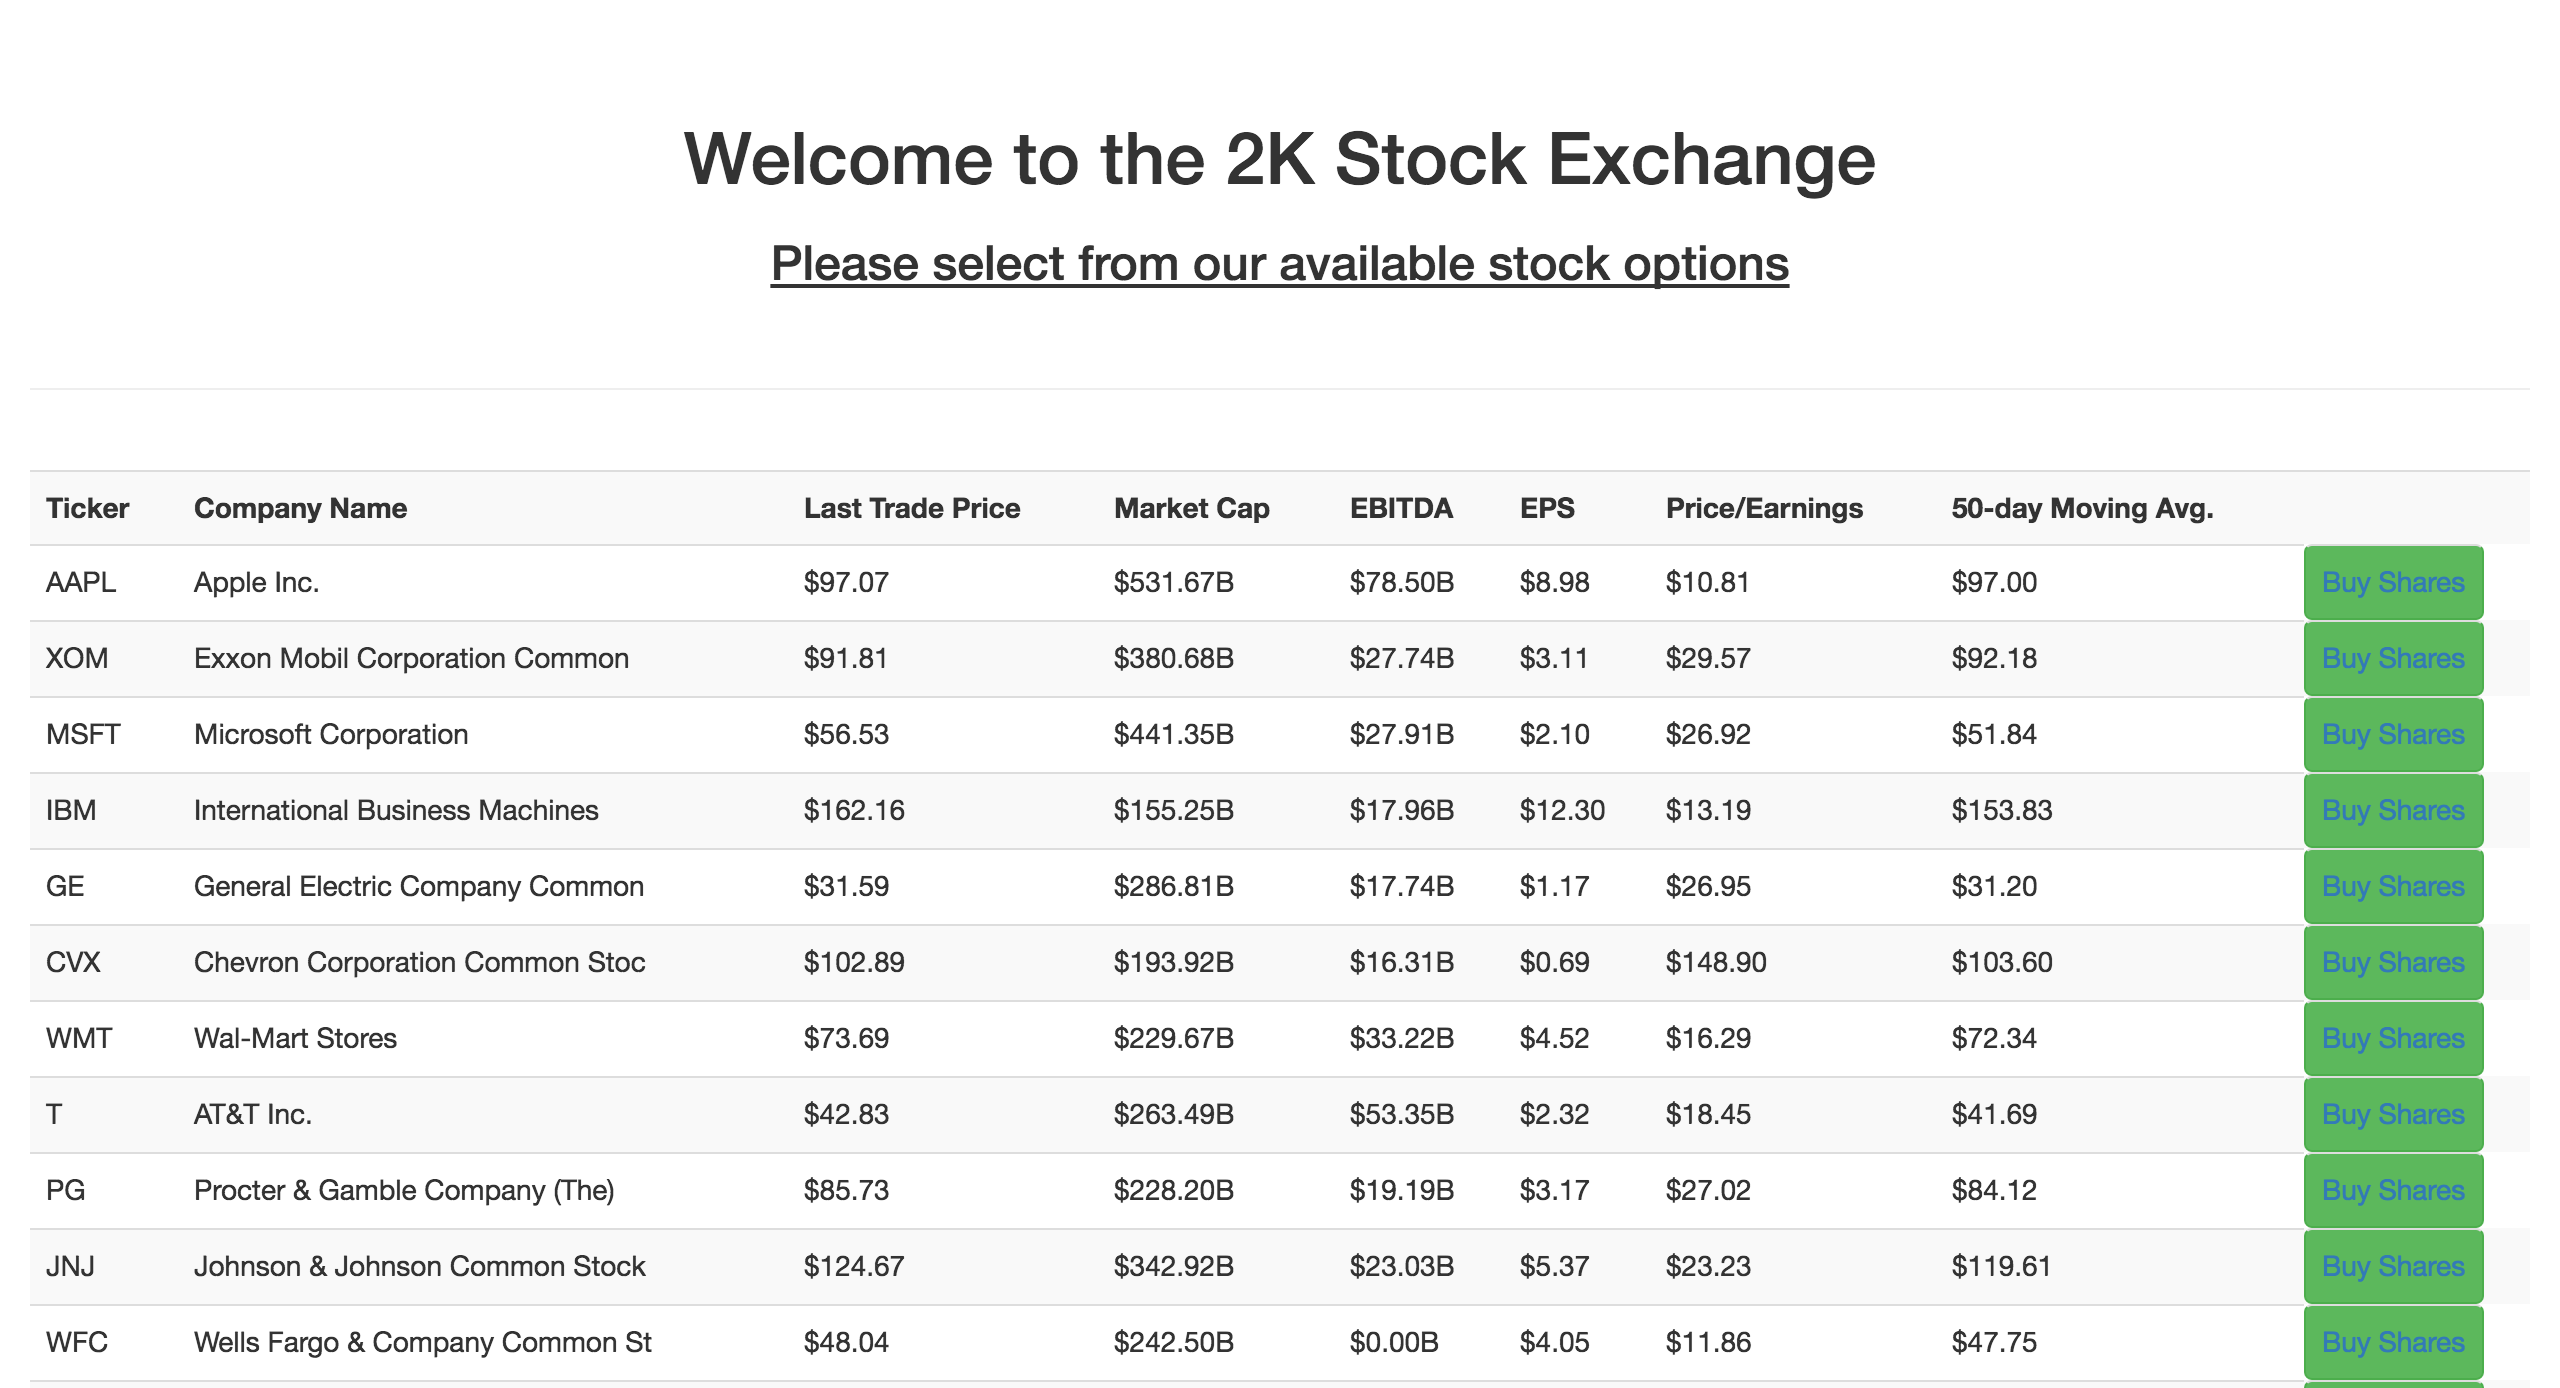 Welcome to the 2K Stock Exchange
Please select from our available stock options
Ticker Company Name Last Trade Price Market Cap EBITDA EPS Price/Earnings 50-day Moving Avg.
AAPL Apple Inc. $97.07 $531.67B $78.50B $8.98 $10.81 $97.00 Buy Shares
XOM Exxon Mobil Corporation Common $91.81 $380.68B $27.74B $3.11 $29.57 $92.18 Buy Shares
MSFT Microsoft Corporation $56.53 $441.35B $27.91B $2.10 $26.92 $51.84 Buy Shares
IBM International Business Machines $162.16 $155.25B $17.96B $12.30 $13.19 $153.83 Buy Shares
GE General Electric Company Common $31.59 $286.81B $17.74B $1.17 $26.95 $31.20 Buy Shares
CVX Chevron Corporation Common Stoc $102.89 $193.92B $16.31B $0.69 $148.90 $103.60 Buy Shares
WMT Wal-Mart Stores $73.69 $229.67B $33.22B $4.52 $16.29 $72.34 Buy Shares
T AT&T Inc. $42.83 $263.49B $53.35B $2.32 $18.45 $41.69 Buy Shares
PG Procter & Gamble Company (The) $85.73 $228.20B $19.19B $3.17 $27.02 $84.12 Buy Shares
JNJ Johnson & Johnson Common Stock $124.67 $342.92B $23.03B $5.37 $23.23 $119.61 Buy Shares
WFC Wells Fargo & Company Common St $48.04 $242.50B $0.00B $4.05 $11.86 $47.75 Buy Shares